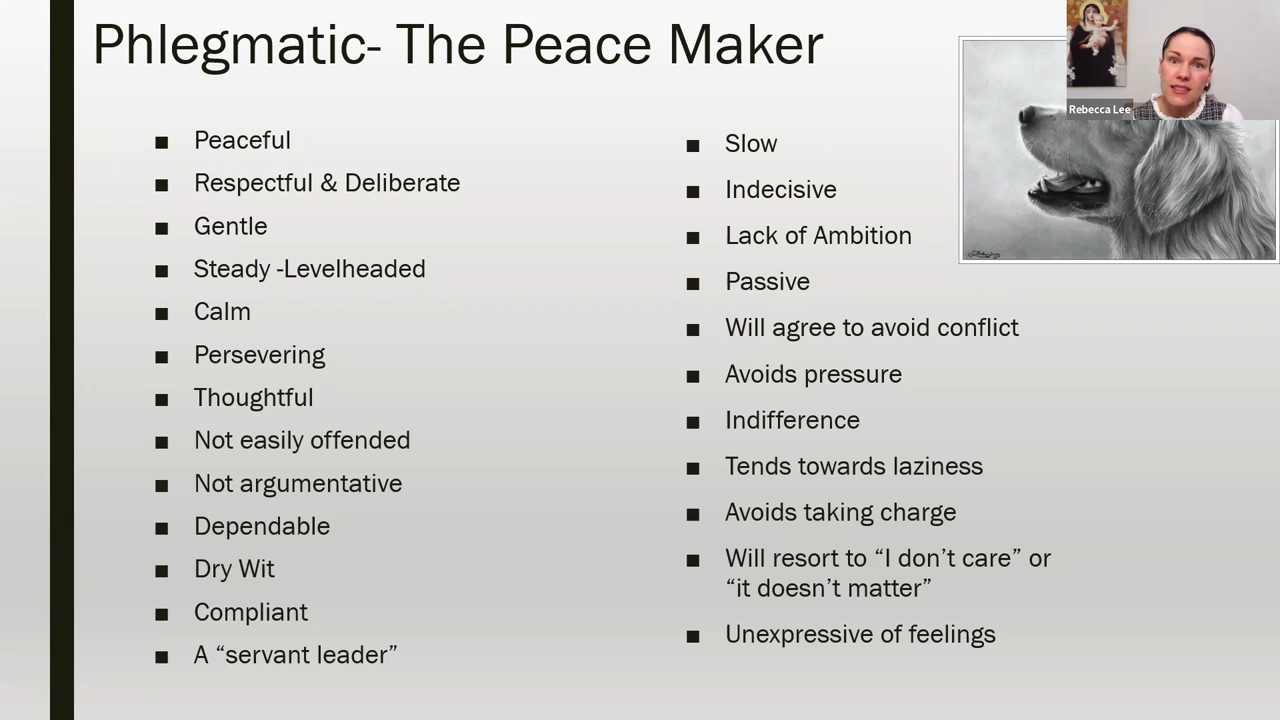 Phlegmatic- The Peace Maker
Rebecca Lee
Peaceful
Respectful & Deliberate
Gentle
Steady -Levelheaded
Calm
Persevering
Thoughtful
Not easily offended
Not argumentative
Dependable
Dry Wit
Compliant
A “servant leader”
Slow
Indecisive
Lack of Ambition
Passive
Will agree to avoid conflict
Avoids pressure
Indifference
Tends towards laziness
Avoids taking charge
Will resort to “I don’t care” or
“it doesn’t matter”
Unexpressive of feelings